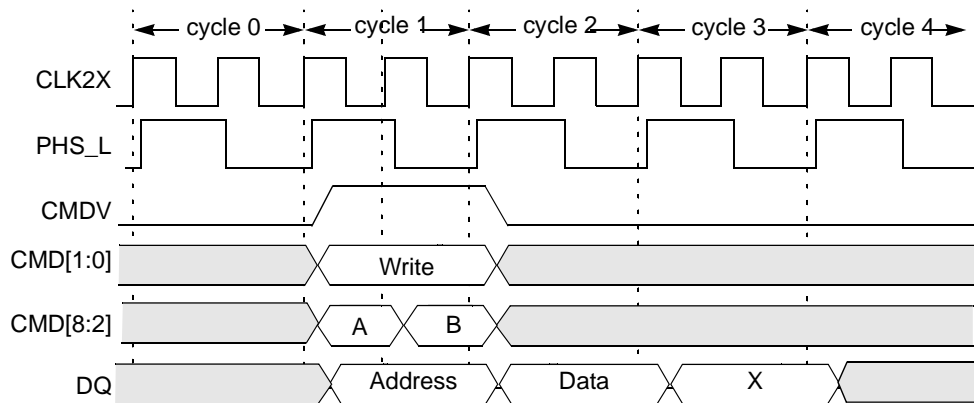 cycle 0 cycle 1 cycle 2 cycle 3 cycle 4
CLK2X
PHS_L
CMDV
CMD[1:0] Write
CMD[8:2] A B
DQ Address Data X